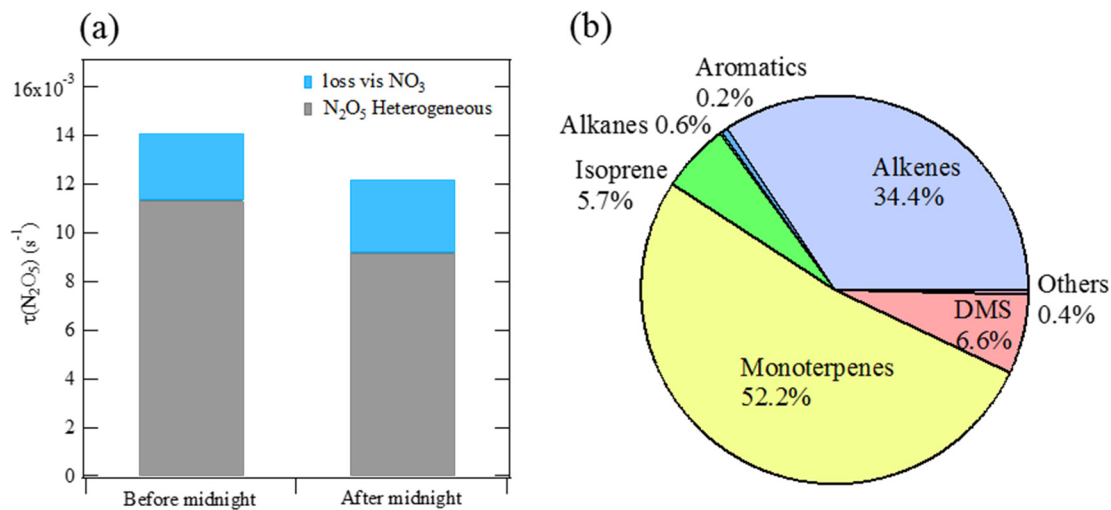 (a)
τ(N₂O₅) (s⁻¹)
16x10⁻³
14
12
10
8
6
4
2
0
loss vis NO₃
N₂O₅ Heterogeneous
Before midnight
After midnight
(b)
Aromatics
0.2%
Alkanes 0.6%
Isoprene
5.7%
Alkenes
34.4%
Others
0.4%
DMS
6.6%
Monoterpenes
52.2%